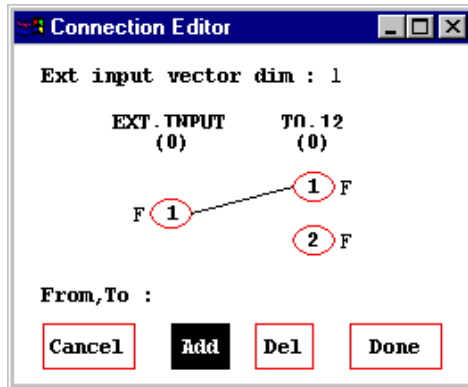 Connection Editor
Ext input vector dim : 1
EXT.INPUT TO.12
(0) (0)
1 F
F 1
2 F
From,To :
Cancel Add Del Done